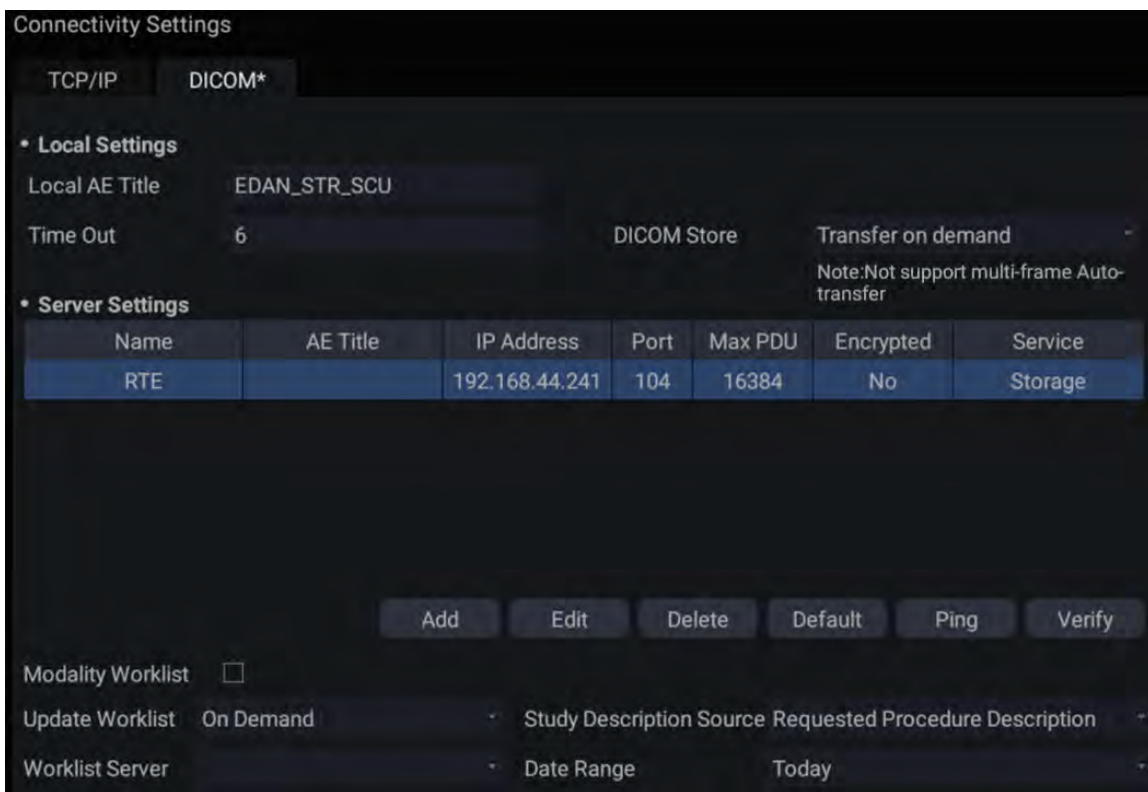 Connectivity Settings
TCP/IP DICOM*
• Local Settings
Local AE Title EDAN_STR_SCU
Time Out 6 DICOM Store Transfer on demand
Note:Not support multi-frame Auto-
transfer
• Server Settings
Name AE Title IP Address Port Max PDU Encrypted Service
RTE 192.168.44.241 104 16384 No Storage
Add Edit Delete Default Ping Verify
Modality Worklist
Update Worklist On Demand Study Description Source Requested Procedure Description
Worklist Server Date Range Today